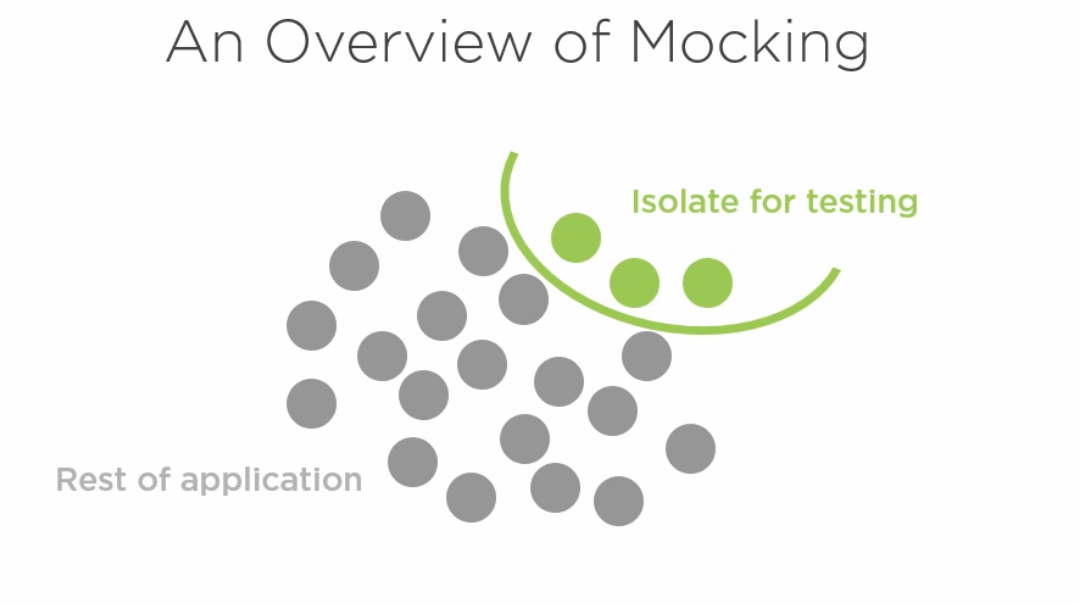 An Overview of Mocking
Isolate for testing
Rest of application